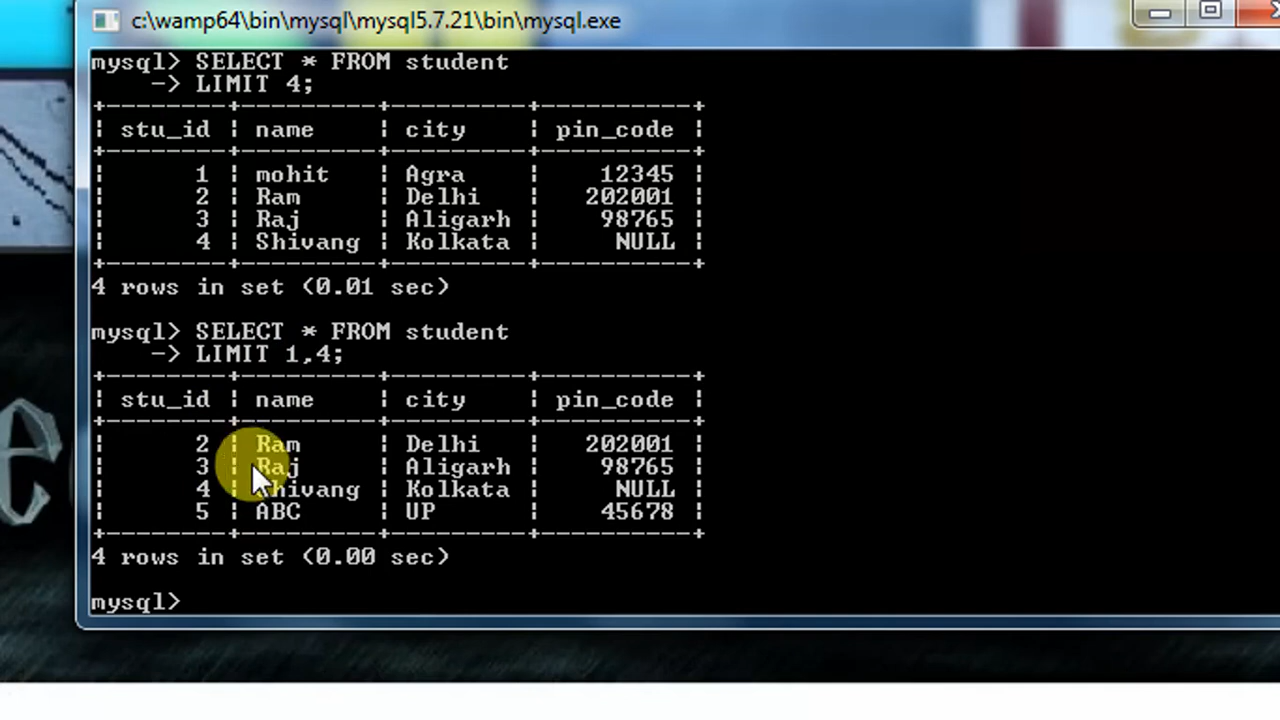 c:\wamp64\bin\mysql\mysql5.7.21\bin\mysql.exe
mysql> SELECT * FROM student
    -> LIMIT 4;
+--------+---------+---------+----------+
| stu_id | name | city | pin_code |
+--------+---------+---------+----------+
| 1 | mohit | Agra | 12345 |
| 2 | Ram | Delhi | 202001 |
| 3 | Raj | Aligarh | 98765 |
| 4 | Shivang | Kolkata | NULL |
+--------+---------+---------+----------+
4 rows in set (0.01 sec)
mysql> SELECT * FROM student
    -> LIMIT 1,4;
+--------+---------+---------+----------+
| stu_id | name | city | pin_code |
+--------+---------+---------+----------+
| 2 | Ram | Delhi | 202001 |
| 3 | Raj | Aligarh | 98765 |
| 4 | Shivang | Kolkata | NULL |
| 5 | ABC | UP | 45678 |
+--------+---------+---------+----------+
4 rows in set (0.00 sec)
mysql>
e